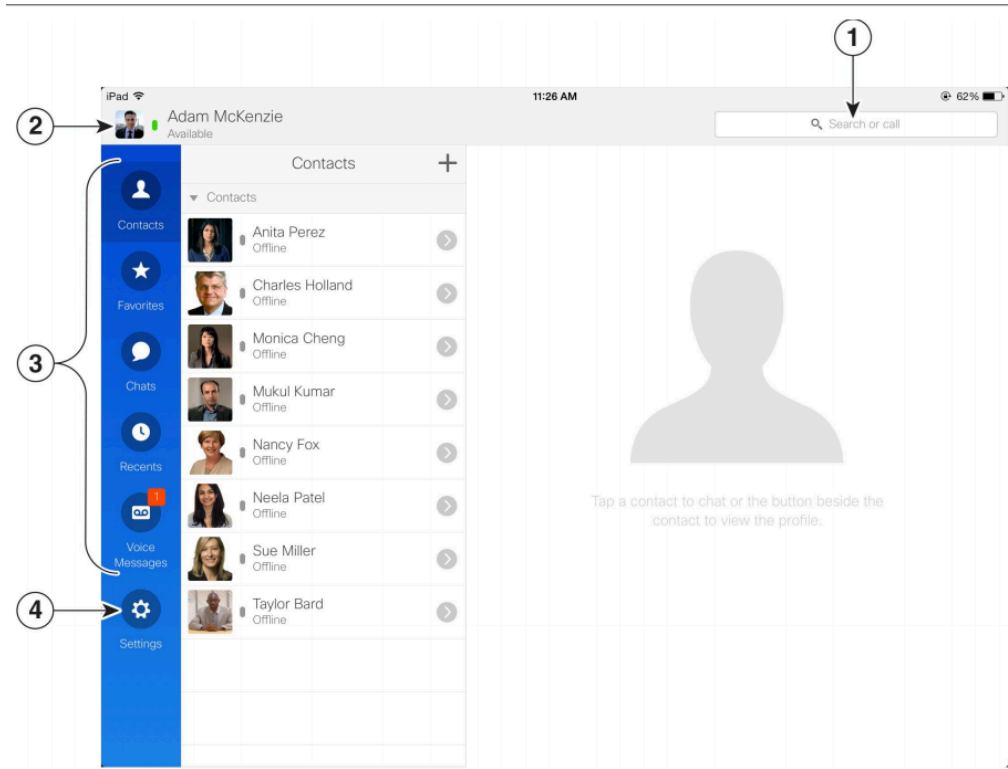 1
iPad 11:26 AM 62%
2
Adam McKenzie
Available
Search or call
Contacts +
Contacts
Contacts
Anita Perez
Offline
Favorites
Charles Holland
Offline
3
Monica Cheng
Offline
Chats
Mukul Kumar
Offline
Recents
Nancy Fox
Offline
1
Voice
Messages
Neela Patel
Offline
Tap a contact to chat or the button beside the
contact to view the profile.
Sue Miller
Offline
4
Settings
Taylor Bard
Offline